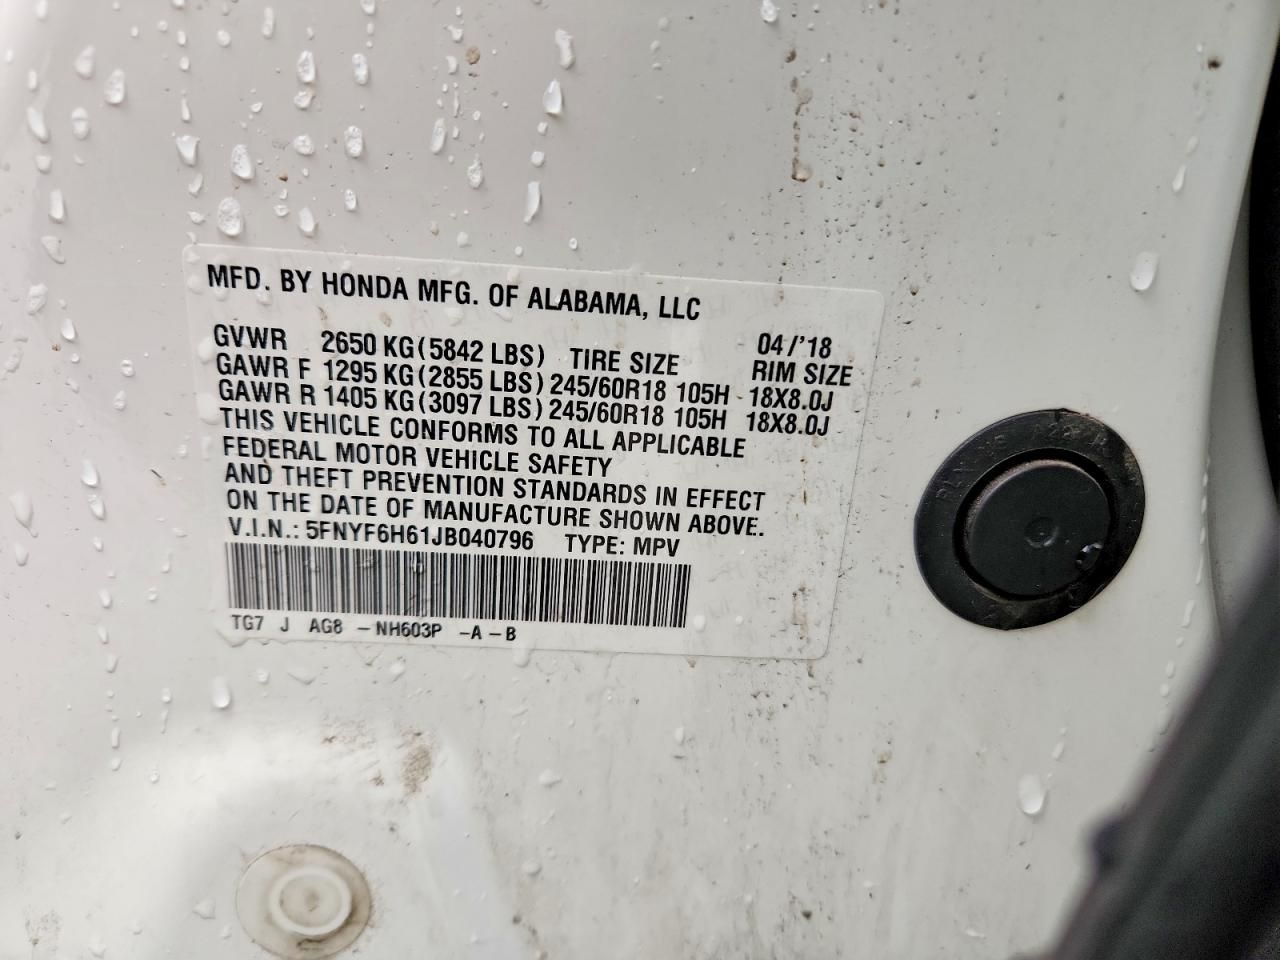 MFD. BY HONDA MFG. OF ALABAMA, LLC
04/'18
GVWR 2650 KG(5842 LBS) TIRE SIZE RIM SIZE
GAWR F 1295 KG(2855 LBS) 245/60R18 105H 18X8.0J
GAWR R 1405 KG(3097 LBS) 245/60R18 105H 18X8.0J
THIS VEHICLE CONFORMS TO ALL APPLICABLE
FEDERAL MOTOR VEHICLE SAFETY
AND THEFT PREVENTION STANDARDS IN EFFECT
ON THE DATE OF MANUFACTURE SHOWN ABOVE.
V.I.N.: 5FNYF6H61JB040796 TYPE: MPV
TG7 J AG8 -NH603P -A-B